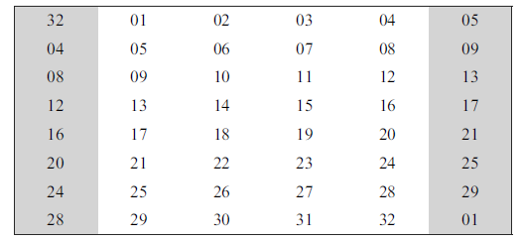 32 01 02 03 04 05
04 05 06 07 08 09
08 09 10 11 12 13
12 13 14 15 16 17
16 17 18 19 20 21
20 21 22 23 24 25
24 25 26 27 28 29
28 29 30 31 32 01